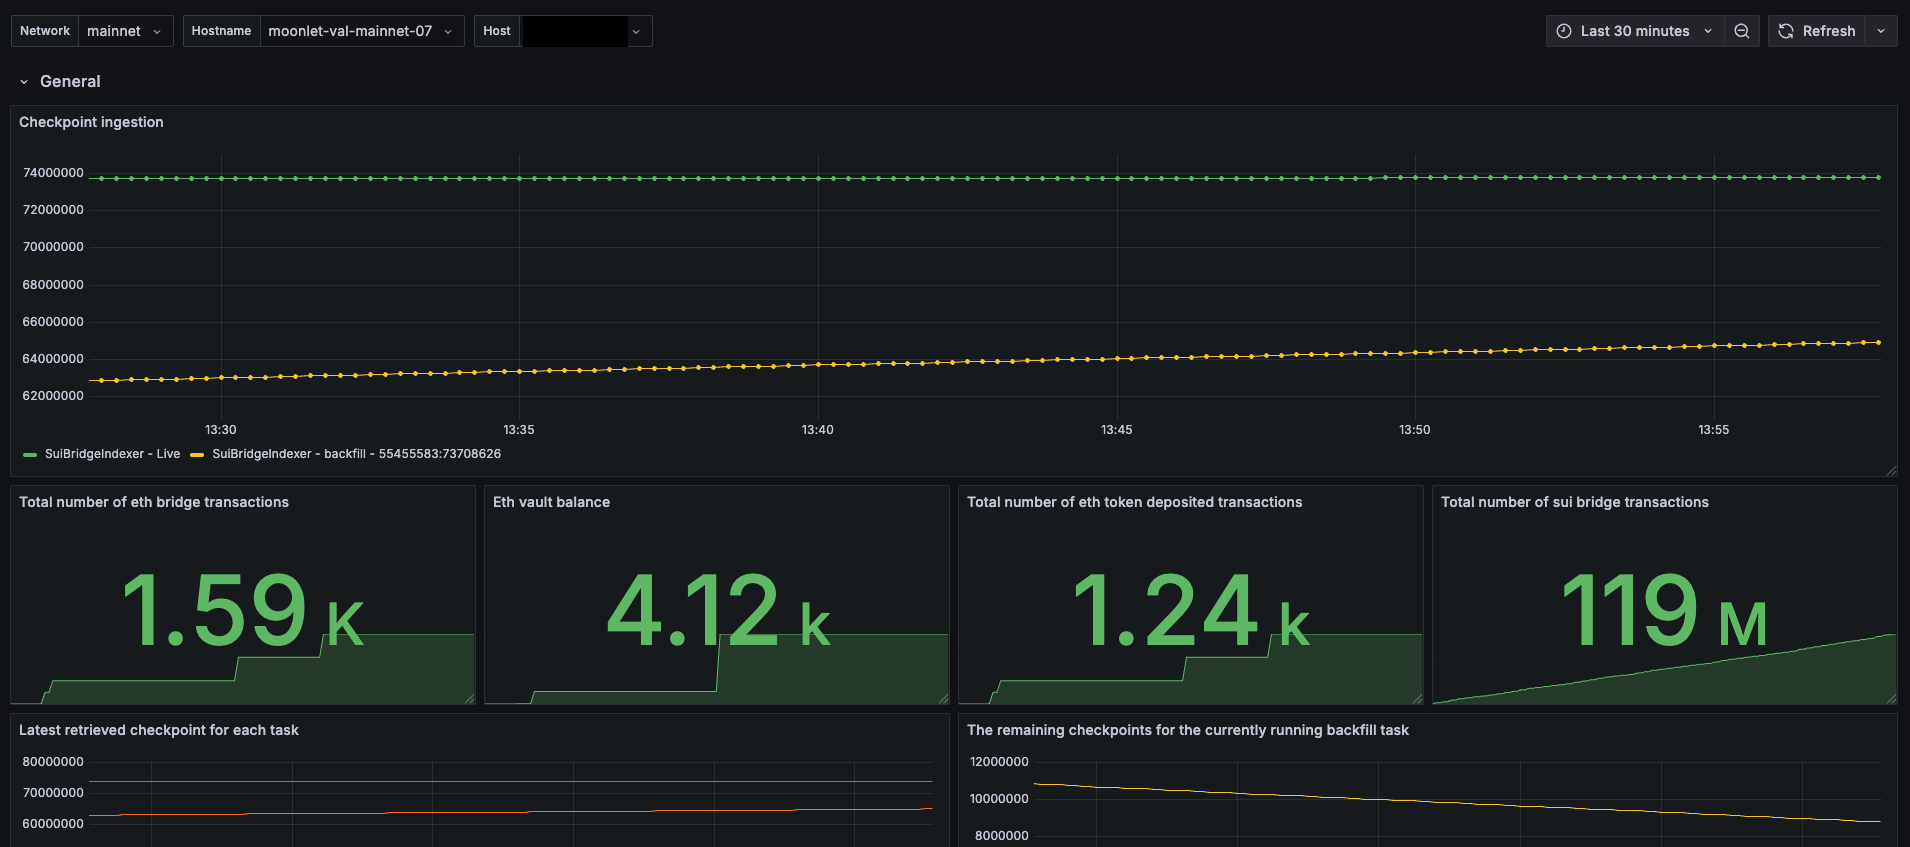 Network mainnet Hostname moonlet-val-mainnet-07 Host Last 30 minutes Refresh
General
Checkpoint ingestion
74000000
72000000
70000000
68000000
66000000
64000000
62000000
13:30 13:35 13:40 13:45 13:50 13:55
SuiBridgeIndexer - Live SuiBridgeIndexer - backfill - 55455583:73708626
Total number of eth bridge transactions
1.59 K
Eth vault balance
4.12 k
Total number of eth token deposited transactions
1.24 k
Total number of sui bridge transactions
119 M
Latest retrieved checkpoint for each task
80000000
70000000
60000000
The remaining checkpoints for the currently running backfill task
12000000
10000000
8000000